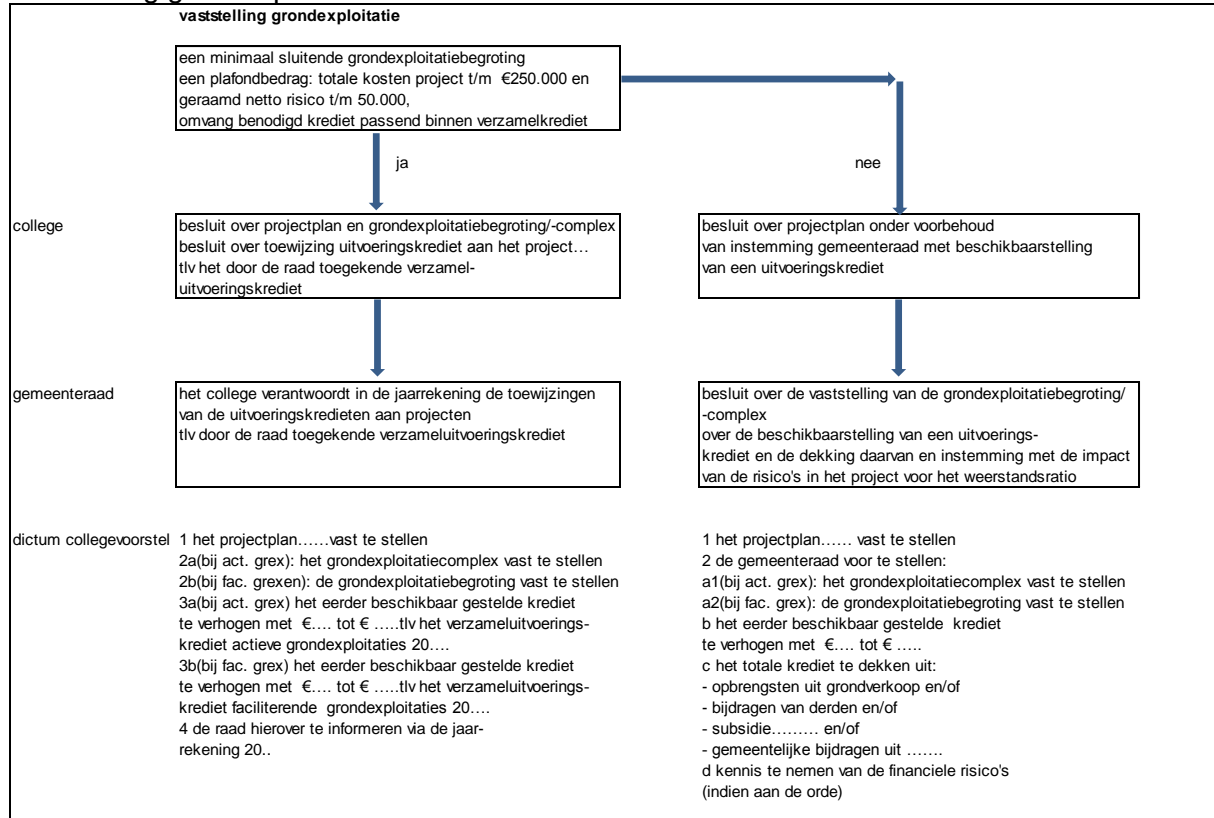 vaststelling grondexploitatie
een minimaal sluitende grondexploitatiebegroting
een plafondbedrag: totale kosten project t/m €250.000 en
geraamd netto risico t/m 50.000,
omvang benodigd krediet passend binnen verzamelkrediet
ja
nee
college
besluit over projectplan en grondexploitatiebegroting/-complex
besluit over toewijzing uitvoeringskrediet aan het project…
tlv het door de raad toegekende verzamel-
uitvoeringskrediet
besluit over projectplan onder voorbehoud
van instemming gemeenteraad met beschikbaarstelling
van een uitvoeringskrediet
gemeenteraad
het college verantwoordt in de jaarrekening de toewijzingen
van de uitvoeringskredieten aan projecten
tlv door de raad toegekende verzameluitvoeringskrediet
besluit over de vaststelling van de grondexploitatiebegroting/
-complex
over de beschikbaarstelling van een uitvoerings-
krediet en de dekking daarvan en instemming met de impact
van de risico's in het project voor het weerstandsratio
dictum collegevoorstel
1 het projectplan……vast te stellen
2a(bij act. grex): het grondexploitatiecomplex vast te stellen
2b(bij fac. grexen): de grondexploitatiebegroting vast te stellen
3a(bij act. grex) het eerder beschikbaar gestelde krediet
te verhogen met €…. tot € …..tlv het verzameluitvoerings-
krediet actieve grondexploitaties 20….
3b(bij fac. grex) het eerder beschikbaar gestelde krediet
te verhogen met €…. tot € …..tlv het verzameluitvoerings-
krediet faciliterende grondexploitaties 20….
4 de raad hierover te informeren via de jaar-
rekening 20..
1 het projectplan…… vast te stellen
2 de gemeenteraad voor te stellen:
a1(bij act. grex): het grondexploitatiecomplex vast te stellen
a2(bij fac. grex): de grondexploitatiebegroting vast te stellen
b het eerder beschikbaar gestelde krediet
te verhogen met €…. tot € …..
c het totale krediet te dekken uit:
- opbrengsten uit grondverkoop en/of
- bijdragen van derden en/of
- subsidie……… en/of
- gemeentelijke bijdragen uit …….
d kennis te nemen van de financiele risico's
(indien aan de orde)